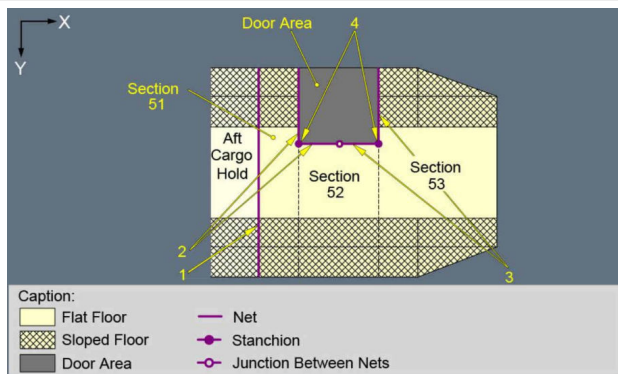 X
Y
Door Area
4
Section
51
Aft
Cargo
Hold
Section
52
Section
53
2
1
3
Caption:
Flat Floor
Net
Sloped Floor
Stanchion
Door Area
Junction Between Nets